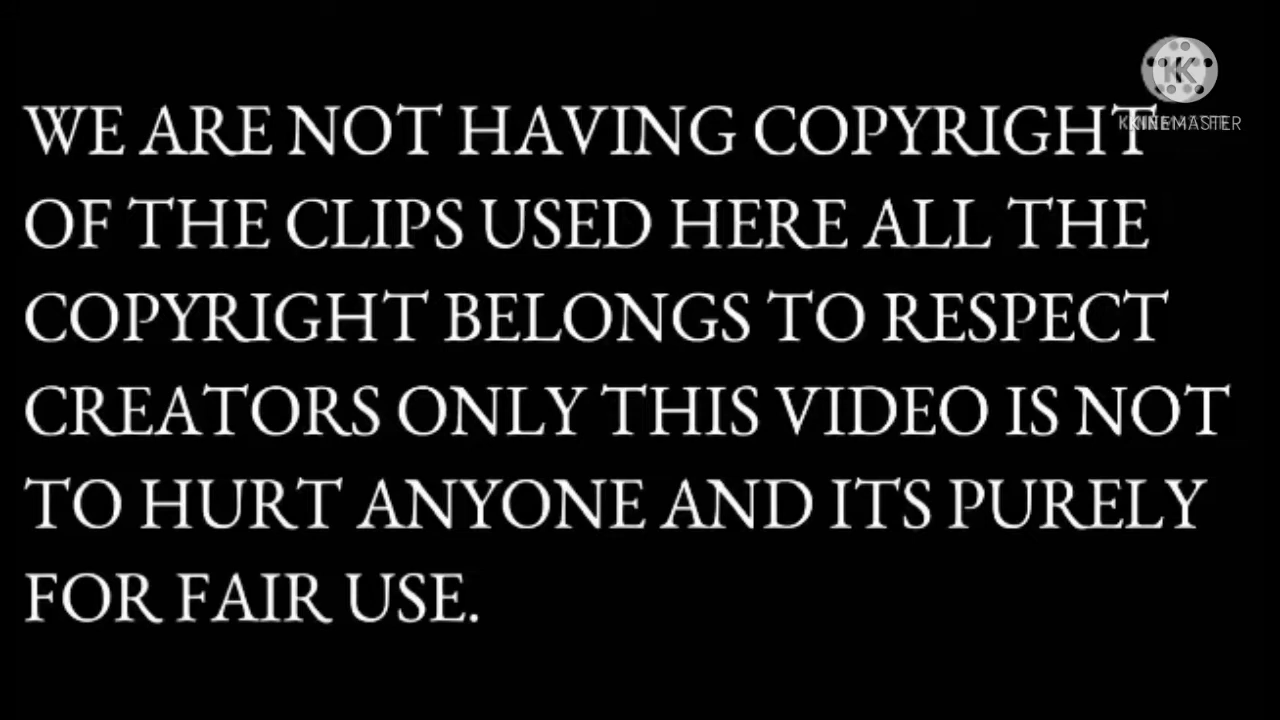 WE ARE NOT HAVING COPYRIGHT
KINEMASTER
OF THE CLIPS USED HERE ALL THE
COPYRIGHT BELONGS TO RESPECT
CREATORS ONLY THIS VIDEO IS NOT
TO HURT ANYONE AND ITS PURELY
FOR FAIR USE.